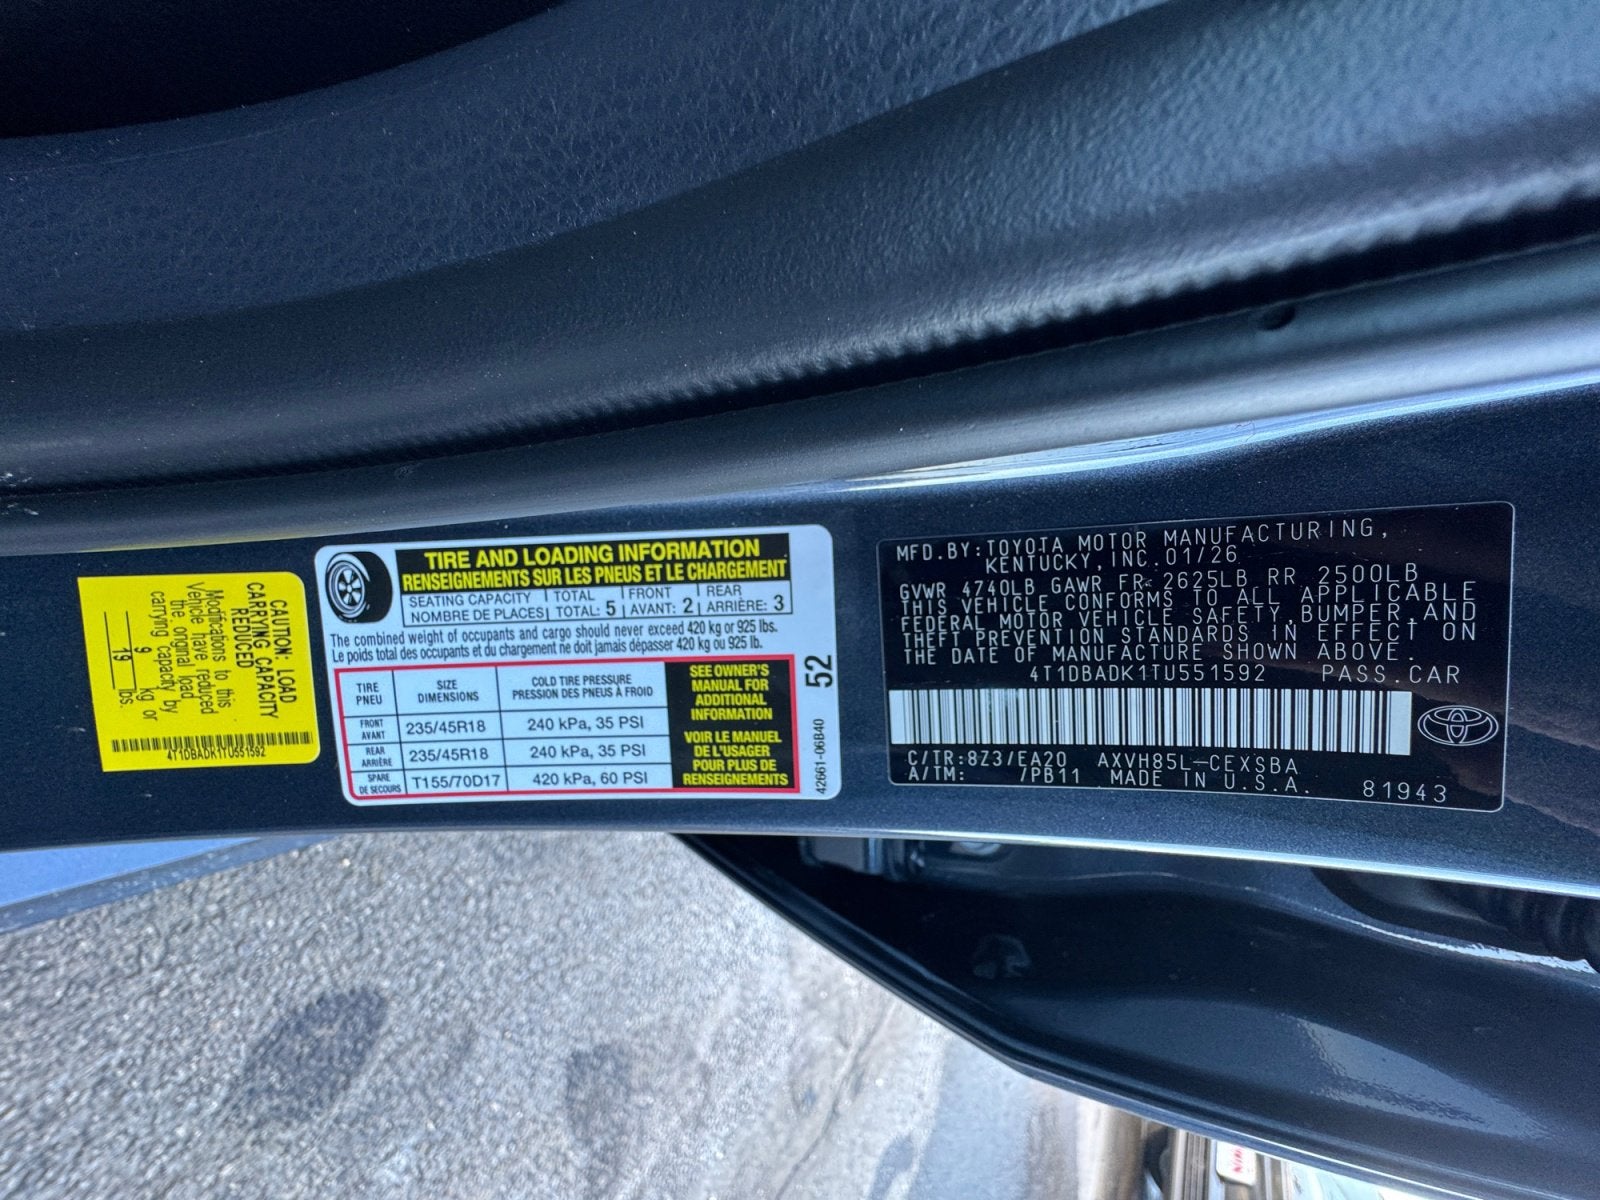 CAUTION: LOAD
CARRYING CAPACITY
REDUCED
Modifications to this
Vehicle have reduced
the original load
carrying capacity by
9 kg or
19 lbs.
4T1DBADK1TU551592
TIRE AND LOADING INFORMATION
RENSEIGNEMENTS SUR LES PNEUS ET LE CHARGEMENT
SEATING CAPACITY TOTAL FRONT REAR
NOMBRE DE PLACES TOTAL: 5 AVANT: 2 ARRIÈRE: 3
The combined weight of occupants and cargo should never exceed 420 kg or 925 lbs.
Le poids total des occupants et du chargement ne doit jamais dépasser 420 kg ou 925 lb.
TIRE SIZE COLD TIRE PRESSURE
PNEU DIMENSIONS PRESSION DES PNEUS À FROID
FRONT
AVANT 235/45R18 240 kPa, 35 PSI
REAR
ARRIÈRE 235/45R18 240 kPa, 35 PSI
SPARE
DE SECOURS T155/70D17 420 kPa, 60 PSI
SEE OWNER'S
MANUAL FOR
ADDITIONAL
INFORMATION
VOIR LE MANUEL
DE L'USAGER
POUR PLUS DE
RENSEIGNEMENTS
52
42661-06B40
MFD.BY:TOYOTA MOTOR MANUFACTURING,
KENTUCKY, INC.01/26
GVWR 4740LB GAWR FR 2625LB RR 2500LB
THIS VEHICLE CONFORMS TO ALL APPLICABLE
FEDERAL MOTOR VEHICLE SAFETY,BUMPER,AND
THEFT PREVENTION STANDARDS IN EFFECT ON
THE DATE OF MANUFACTURE SHOWN ABOVE.
4T1DBADK1TU551592 PASS.CAR
C/TR:8Z3/EA20 AXVH85L-CEXSBA
A/TM: 7PB11 MADE IN U.S.A. 81943